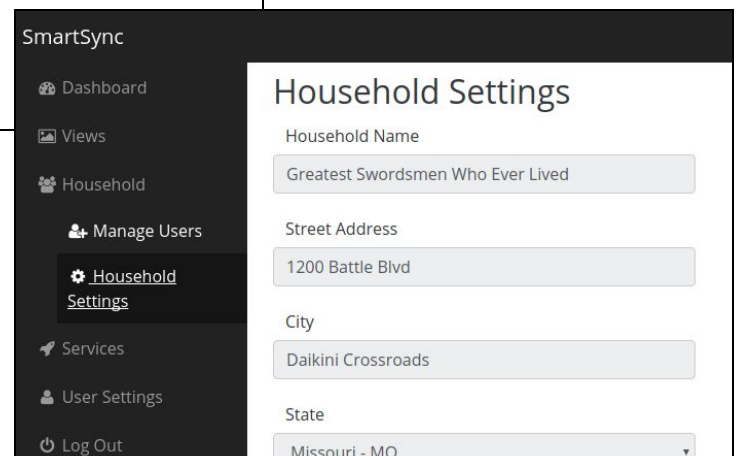 SmartSync
Dashboard
Views
Household
Manage Users
Household
Settings
Services
User Settings
Log Out
Household Settings
Household Name
Greatest Swordsmen Who Ever Lived
Street Address
1200 Battle Blvd
City
Daikini Crossroads
State
Missouri - MO